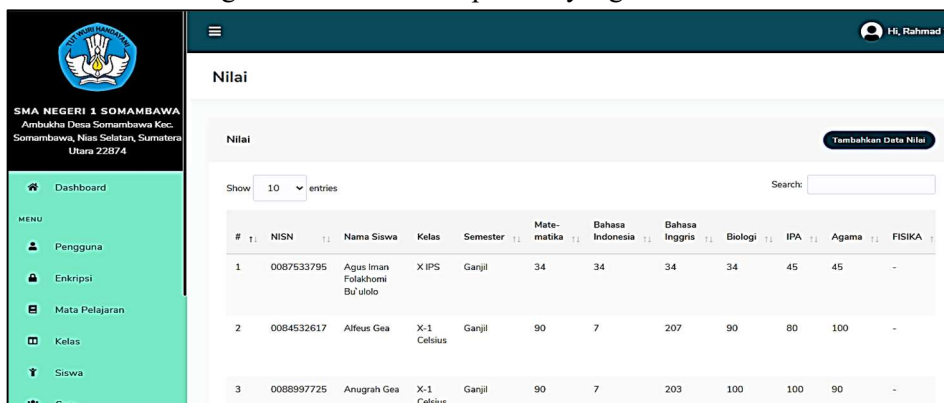 TUT WURI HANDAYANI
SMA NEGERI 1 SOMAMBAWA
Ambukha Desa Somambawa Kec.
Somambawa, Nias Selatan, Sumatera
Utara 22874
Dashboard
MENU
Pengguna
Enkripsi
Mata Pelajaran
Kelas
Siswa
Hi, Rahmad
Nilai
Nilai
Tambahkan Data Nilai
Show 10 entries
Search:
# NISN Nama Siswa Kelas Semester Mate-matika Bahasa Indonesia Bahasa Inggris Biologi IPA Agama FISIKA
1 0087533795 Agus Iman Folakhomi Bu`ulolo X IPS Ganjil 34 34 34 34 45 45 -
2 0084532617 Alfeus Gea X-1 Celsius Ganjil 90 7 207 90 80 100 -
3 0088997725 Anugrah Gea X-1 Celsius Ganjil 90 7 203 100 100 90 -